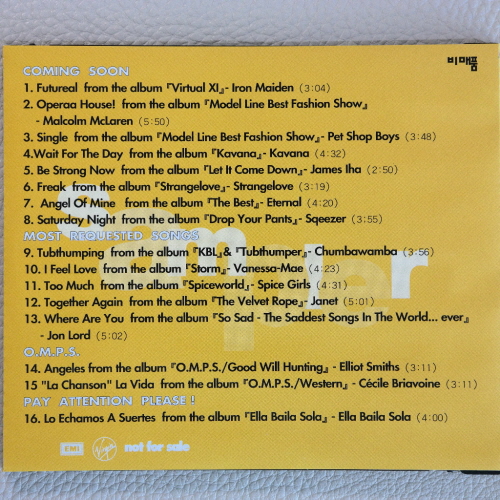 비매품
COMING SOON
1. Futureal from the album『Virtual XI』- Iron Maiden (3:04)
2. Operaa House! from the album『Model Line Best Fashion Show』
- Malcolm McLaren (5:50)
3. Single from the album『Model Line Best Fashion Show』- Pet Shop Boys (3:48)
4.Wait For The Day from the album『Kavana』- Kavana (4:32)
5. Be Strong Now from the album『Let It Come Down』- James Iha (2:50)
6. Freak from the album『Strangelove』- Strangelove (3:19)
7. Angel Of Mine from the album『The Best』- Eternal (4:20)
8. Saturday Night from the album『Drop Your Pants』- Sqeezer (3:55)
MOST REQUESTED SONGS
9. Tubthumping from the album『KBL』&『Tubthumper』- Chumbawamba (3:56)
10. I Feel Love from the album『Storm』- Vanessa-Mae (4:23)
11. Too Much from the album『Spiceworld』- Spice Girls (4:31)
12. Together Again from the album『The Velvet Rope』- Janet (5:01)
13. Where Are You from the album『So Sad - The Saddest Songs In The World... ever』
- Jon Lord (5:02)
O.M.P.S.
14. Angeles from the album『O.M.P.S./Good Will Hunting』- Elliot Smiths (3:11)
15 "La Chanson" La Vida from the album『O.M.P.S./Western』- Cécile Briavoine (3:11)
PAY ATTENTION PLEASE!
16. Lo Echamos A Suertes from the album『Ella Baila Sola』- Ella Baila Sola (4:00)
EMI Virgin not for sale